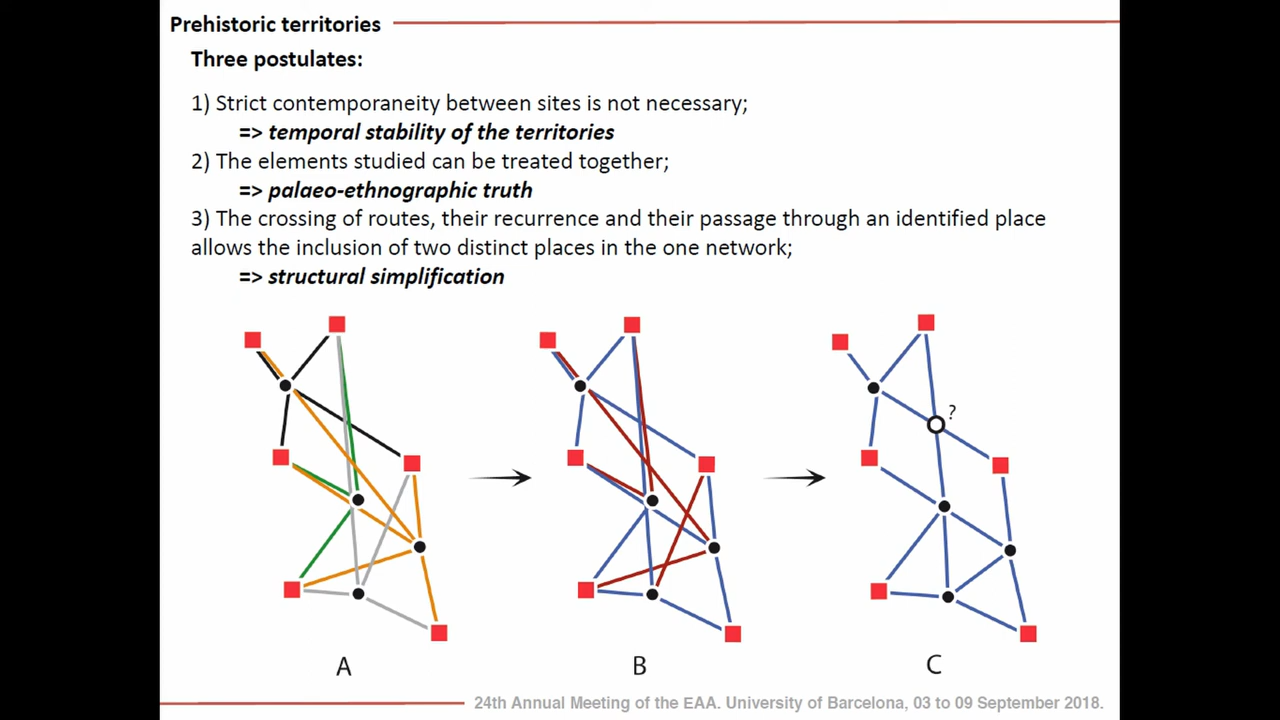 Prehistoric territories
Three postulates:
1) Strict contemporaneity between sites is not necessary;
=> temporal stability of the territories
2) The elements studied can be treated together;
=> palaeo-ethnographic truth
3) The crossing of routes, their recurrence and their passage through an identified place
allows the inclusion of two distinct places in the one network;
=> structural simplification
?
A B C
24th Annual Meeting of the EAA. University of Barcelona, 03 to 09 September 2018.